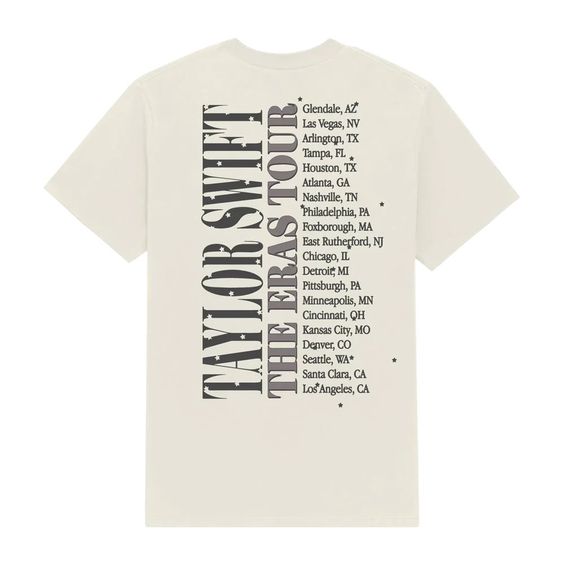 TAYLOR SWIFT
THE ERAS TOUR
Glendale, AZ
Las Vegas, NV
Arlington, TX
Tampa, FL
Houston, TX
Atlanta, GA
Nashville, TN
Philadelphia, PA
Foxborough, MA
East Rutherford, NJ
Chicago, IL
Detroit, MI
Pittsburgh, PA
Minneapolis, MN
Cincinnati, OH
Kansas City, MO
Denver, CO
Seattle, WA
Santa Clara, CA
Los Angeles, CA